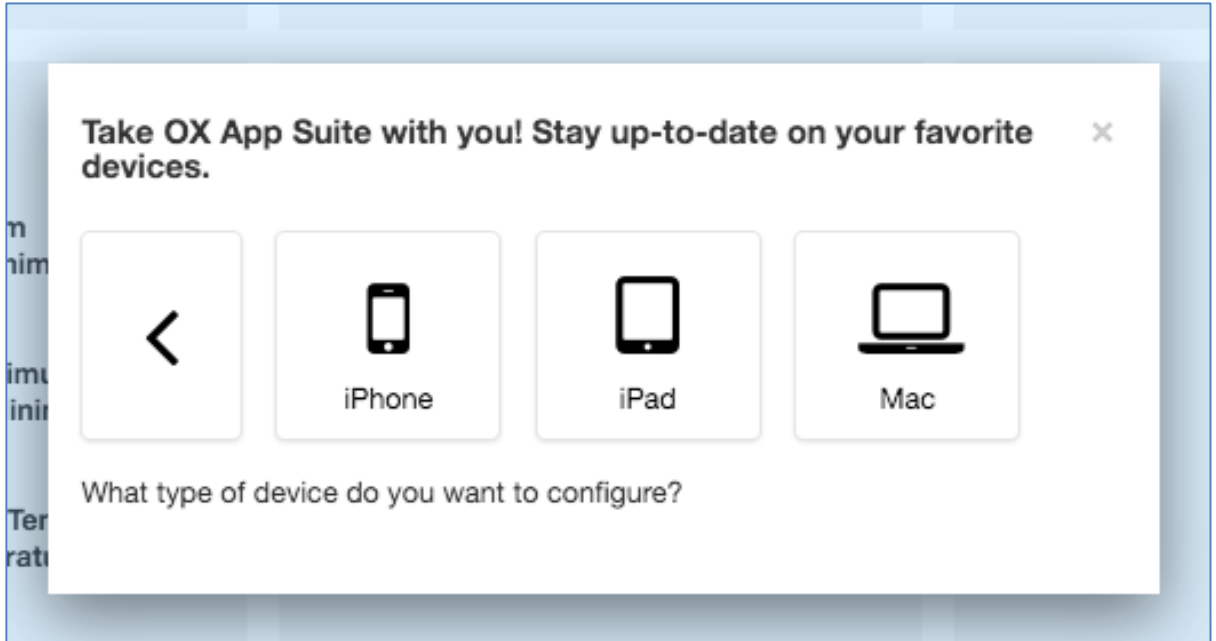 Take OX App Suite with you! Stay up-to-date on your favorite
devices.
iPhone
iPad
Mac
What type of device do you want to configure?